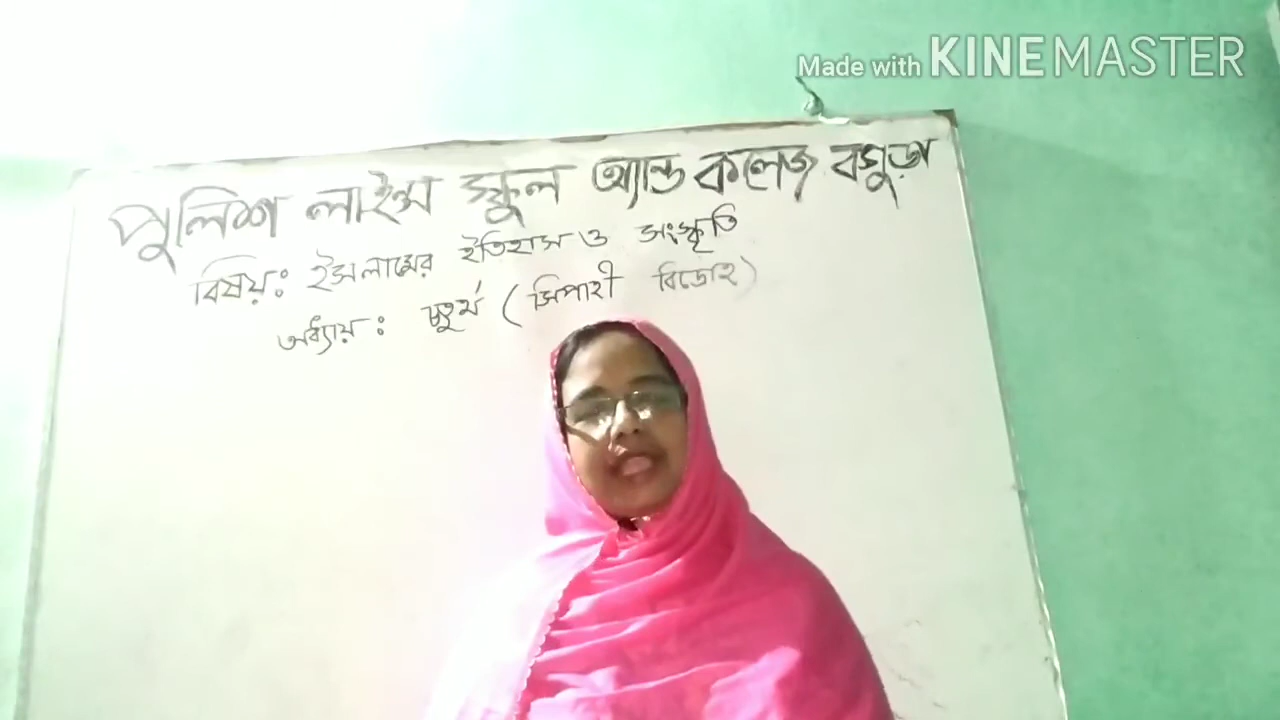 Made with KINEMASTER
পুলিশ লাইন্স স্কুল অ্যান্ড কলেজ বগুড়া
বিষয়ঃ ইসলামের ইতিহাস ও সংস্কৃতি
অধ্যায়ঃ চতুর্থ (সিপাহী বিদ্রোহ)